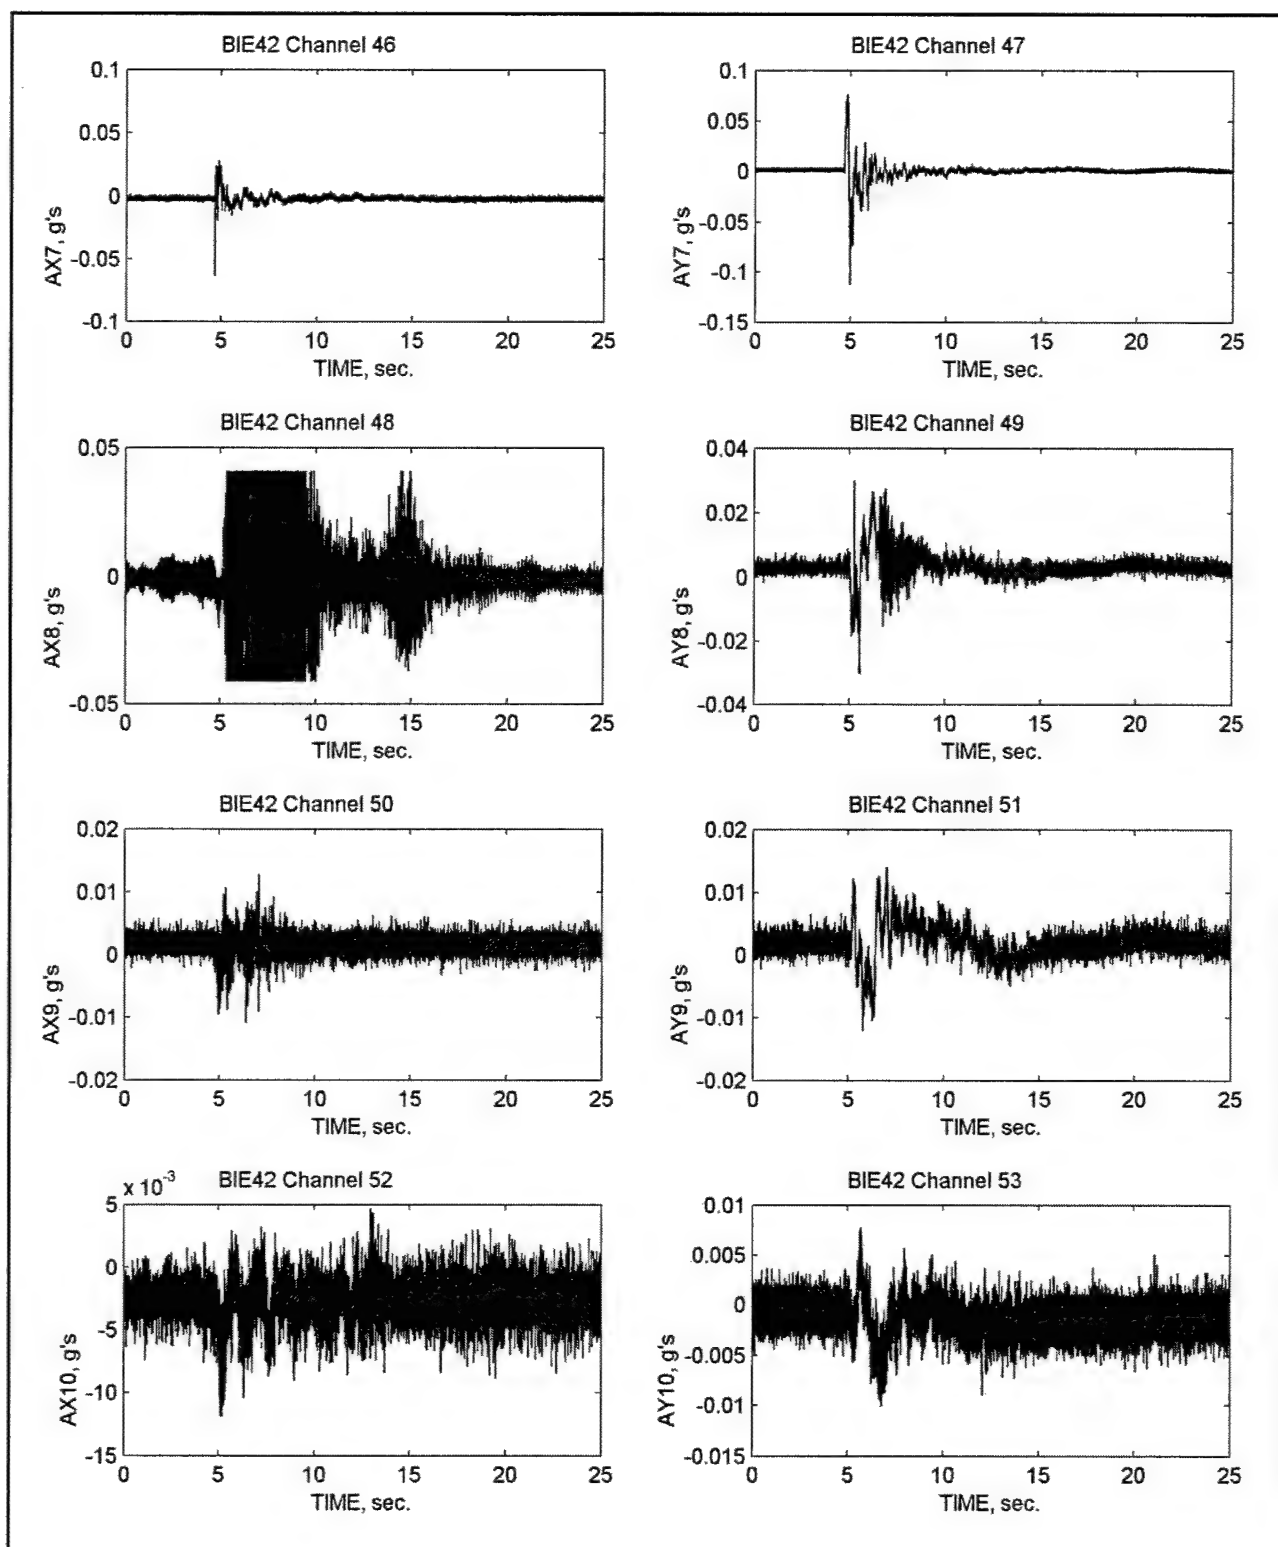 BIE42 Channel 46
0.1
0.05
0
-0.05
-0.1
AX7, g's
0 5 10 15 20 25
TIME, sec.
BIE42 Channel 47
0.1
0.05
0
-0.05
-0.1
-0.15
AY7, g's
0 5 10 15 20 25
TIME, sec.
BIE42 Channel 48
0.05
0
-0.05
AX8, g's
0 5 10 15 20 25
TIME, sec.
BIE42 Channel 49
0.04
0.02
0
-0.02
-0.04
AY8, g's
0 5 10 15 20 25
TIME, sec.
BIE42 Channel 50
0.02
0.01
0
-0.01
-0.02
AX9, g's
0 5 10 15 20 25
TIME, sec.
BIE42 Channel 51
0.02
0.01
0
-0.01
-0.02
AY9, g's
0 5 10 15 20 25
TIME, sec.
BIE42 Channel 52
x 10⁻³
5
0
-5
-10
-15
AX10, g's
0 5 10 15 20 25
TIME, sec.
BIE42 Channel 53
0.01
0.005
0
-0.005
-0.01
-0.015
AY10, g's
0 5 10 15 20 25
TIME, sec.